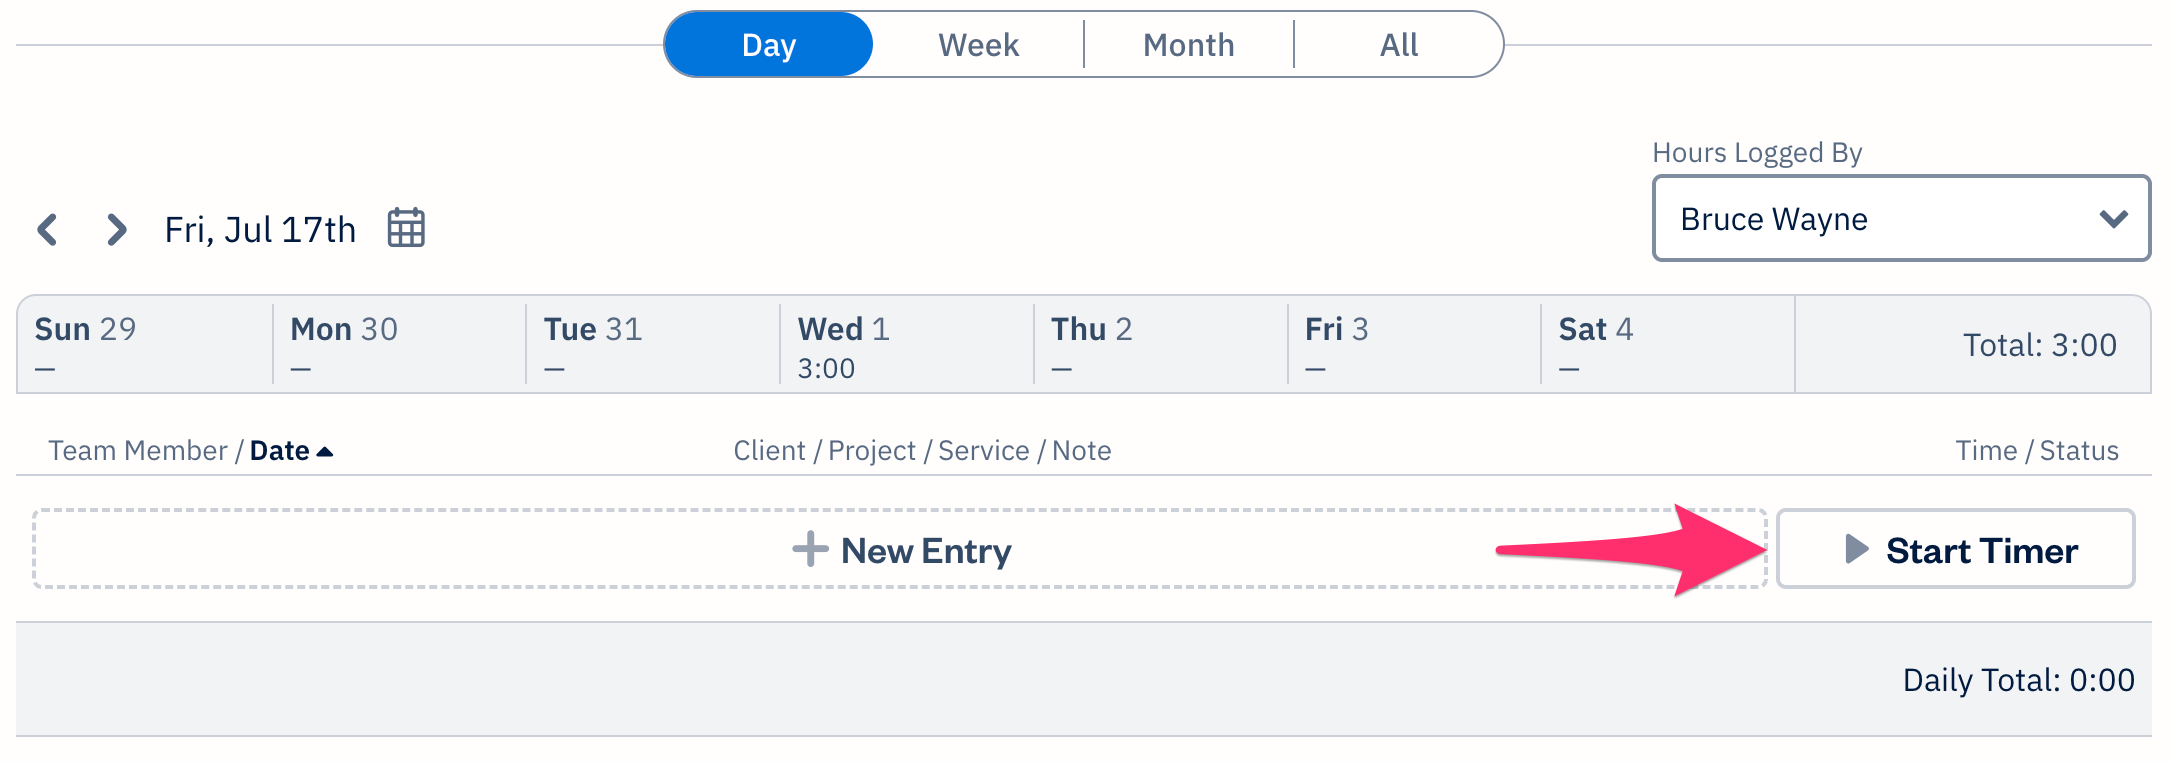 Day Week Month All
Hours Logged By
Fri, Jul 17th
Bruce Wayne
Sun 29 Mon 30 Tue 31 Wed 1 Thu 2 Fri 3 Sat 4
— — — 3:00 — — —
Total: 3:00
Team Member / Date Client / Project / Service / Note Time / Status
New Entry Start Timer
Daily Total: 0:00